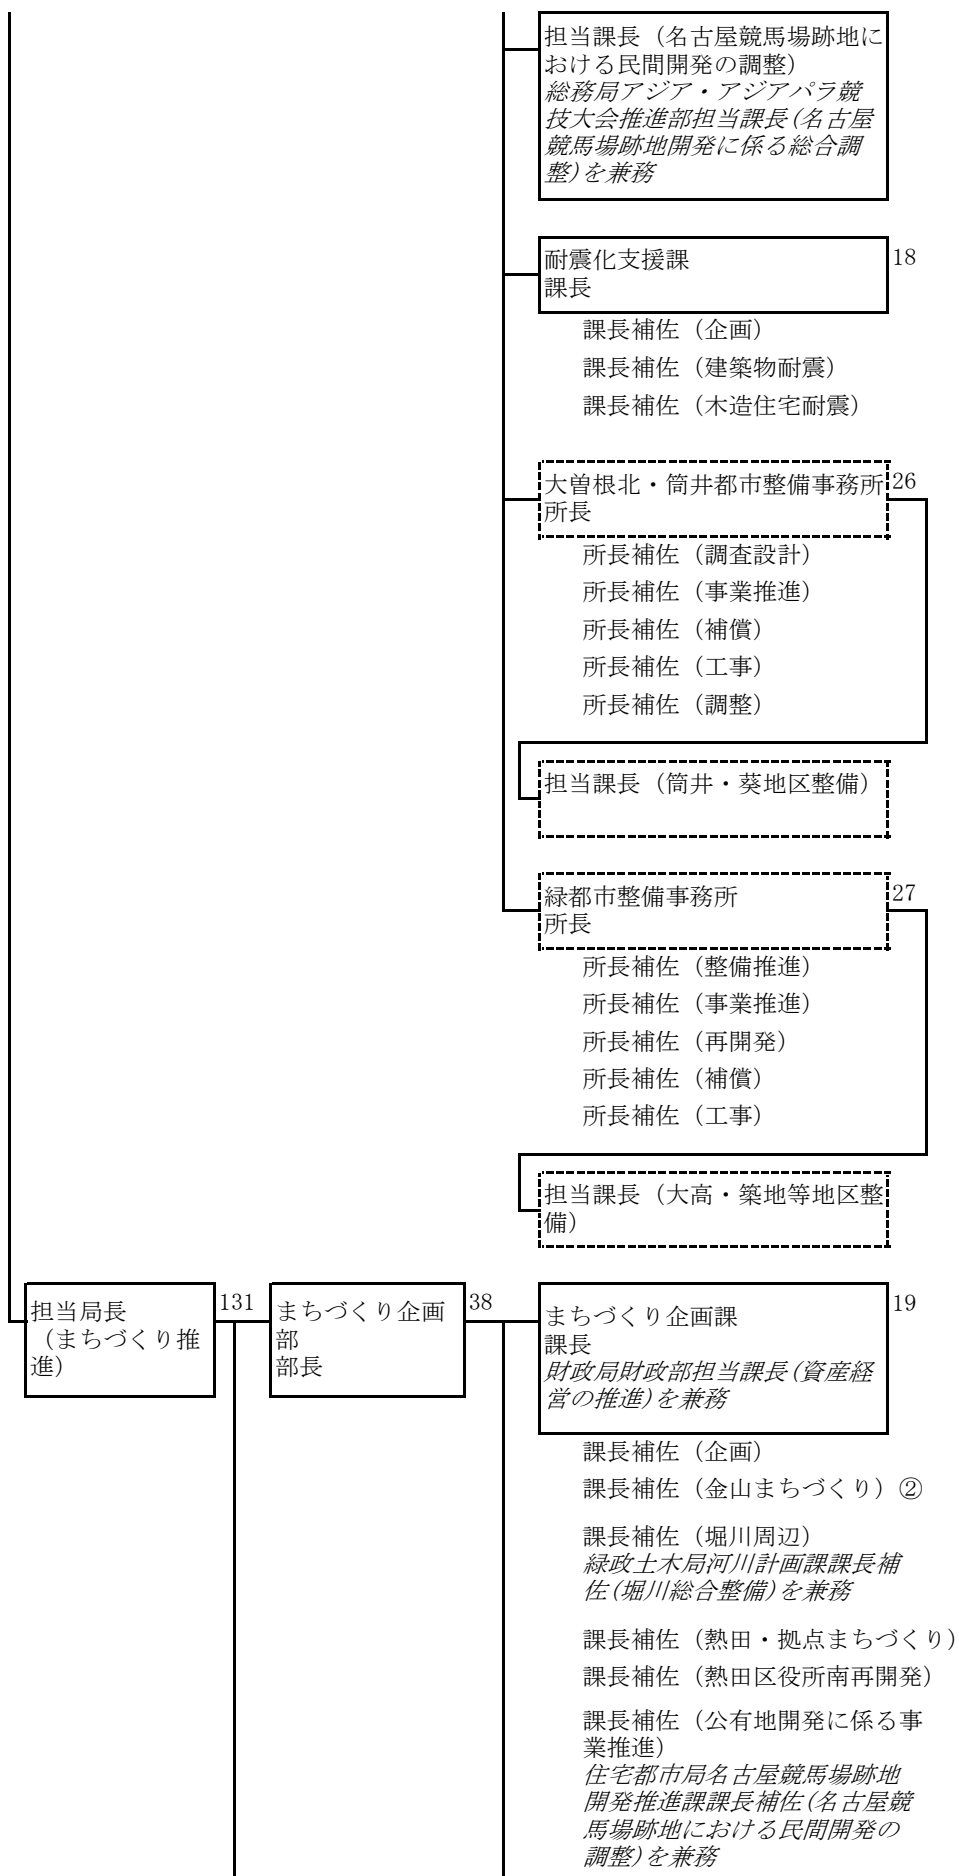 担当課長（名古屋競馬場跡地に
おける民間開発の調整）
総務局アジア・アジアパラ競
技大会推進部担当課長(名古屋
競馬場跡地開発に係る総合調
整)を兼務
耐震化支援課
課長
18
課長補佐（企画）
課長補佐（建築物耐震）
課長補佐（木造住宅耐震）
大曽根北・筒井都市整備事務所
所長
26
所長補佐（調査設計）
所長補佐（事業推進）
所長補佐（補償）
所長補佐（工事）
所長補佐（調整）
担当課長（筒井・葵地区整備）
緑都市整備事務所
所長
27
所長補佐（整備推進）
所長補佐（事業推進）
所長補佐（再開発）
所長補佐（補償）
所長補佐（工事）
担当課長（大高・築地等地区整
備）
担当局長
（まちづくり推
進）
131
まちづくり企画
部
部長
38
まちづくり企画課
課長
財政局財政部担当課長(資産経
営の推進)を兼務
19
課長補佐（企画）
課長補佐（金山まちづくり）②
課長補佐（堀川周辺）
緑政土木局河川計画課課長補
佐(堀川総合整備)を兼務
課長補佐（熱田・拠点まちづくり）
課長補佐（熱田区役所南再開発）
課長補佐（公有地開発に係る事
業推進）
住宅都市局名古屋競馬場跡地
開発推進課課長補佐(名古屋競
馬場跡地における民間開発の
調整)を兼務